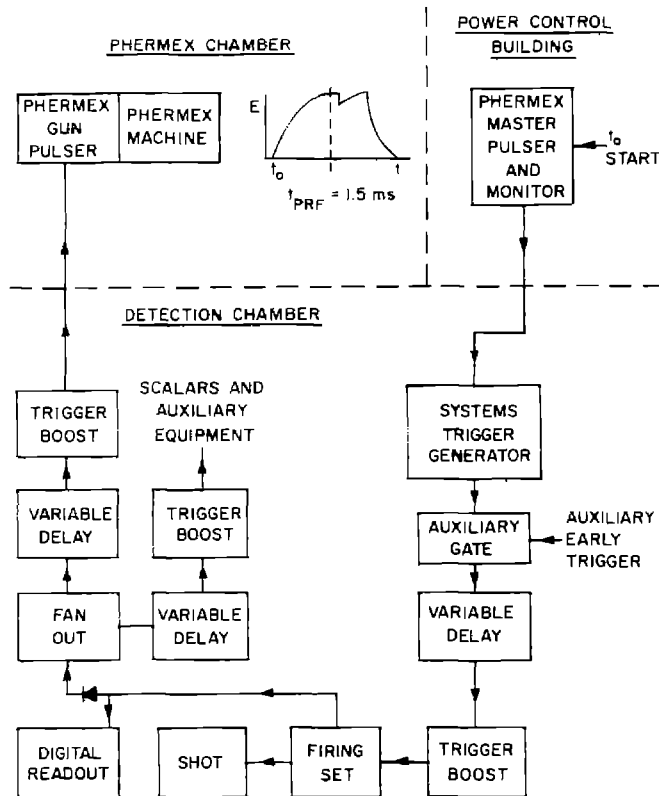 PHERMEX CHAMBER
POWER CONTROL
BUILDING
PHERMEX
GUN
PULSER
PHERMEX
MACHINE
E
t₀
t
t_PRF = 1.5 ms
PHERMEX
MASTER
PULSER
AND
MONITOR
t₀
START
DETECTION CHAMBER
SCALARS AND
AUXILIARY
EQUIPMENT
TRIGGER
BOOST
SYSTEMS
TRIGGER
GENERATOR
VARIABLE
DELAY
TRIGGER
BOOST
AUXILIARY
GATE
AUXILIARY
EARLY
TRIGGER
FAN
OUT
VARIABLE
DELAY
VARIABLE
DELAY
DIGITAL
READOUT
SHOT
FIRING
SET
TRIGGER
BOOST